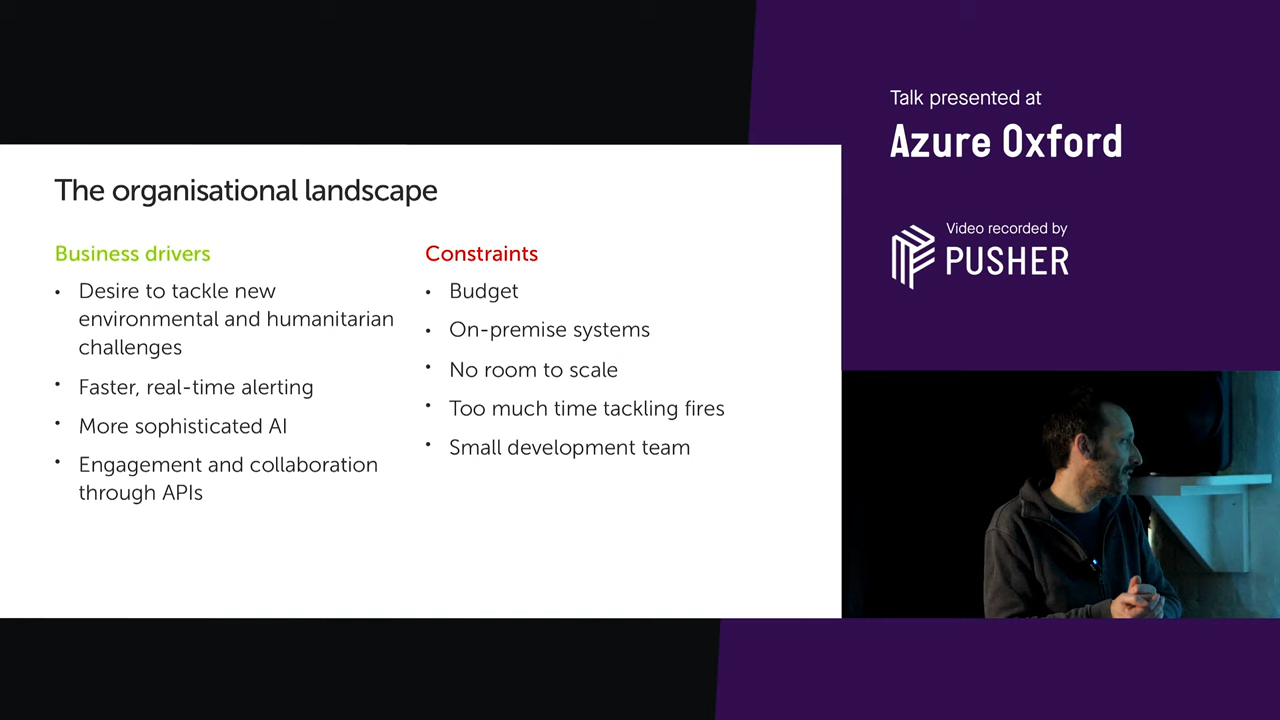 Talk presented at
Azure Oxford
Video recorded by
PUSHER
The organisational landscape
Business drivers
• Desire to tackle new
environmental and humanitarian
challenges
• Faster, real-time alerting
• More sophisticated AI
• Engagement and collaboration
through APIs
Constraints
• Budget
• On-premise systems
• No room to scale
• Too much time tackling fires
• Small development team